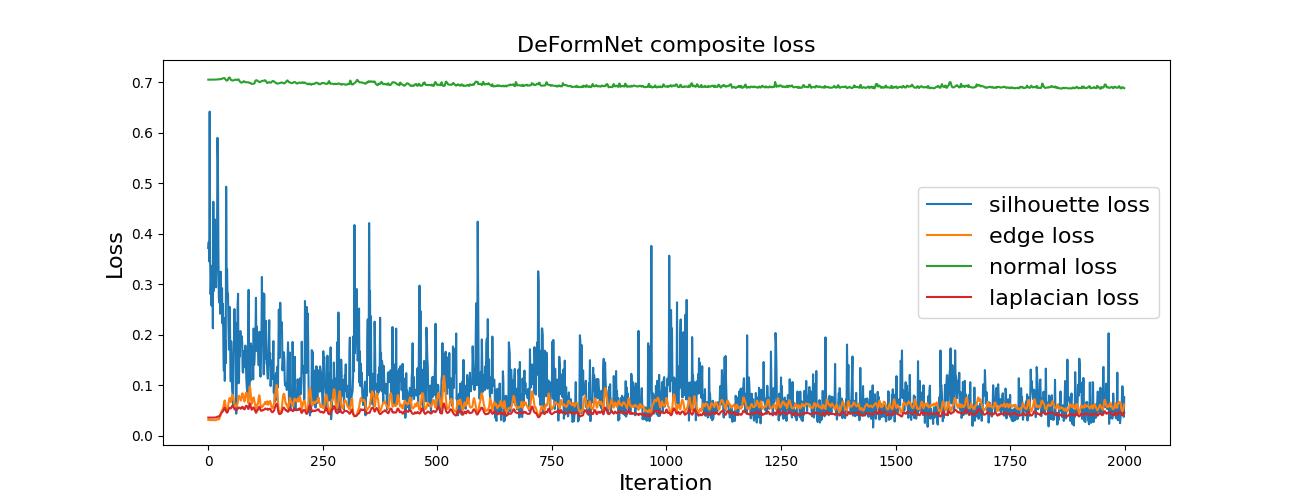 DeFormNet composite loss
Loss
0.7
0.6
0.5
0.4
0.3
0.2
0.1
0.0
silhouette loss
edge loss
normal loss
laplacian loss
0 250 500 750 1000 1250 1500 1750 2000
Iteration